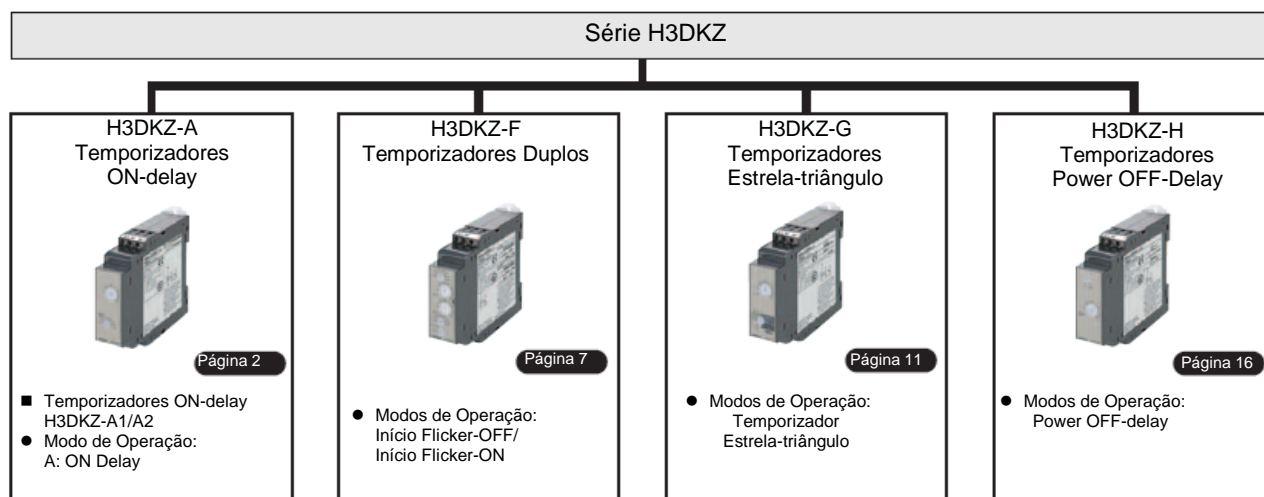 Série H3DKZ
H3DKZ-A
Temporizadores
ON-delay
Página 2
■ Temporizadores ON-delay
H3DKZ-A1/A2
● Modo de Operação:
A: ON Delay
H3DKZ-F
Temporizadores Duplos
Página 7
● Modos de Operação:
Início Flicker-OFF/
Início Flicker-ON
H3DKZ-G
Temporizadores
Estrela-triângulo
Página 11
● Modos de Operação:
Temporizador
Estrela-triângulo
H3DKZ-H
Temporizadores
Power OFF-Delay
Página 16
● Modos de Operação:
Power OFF-delay